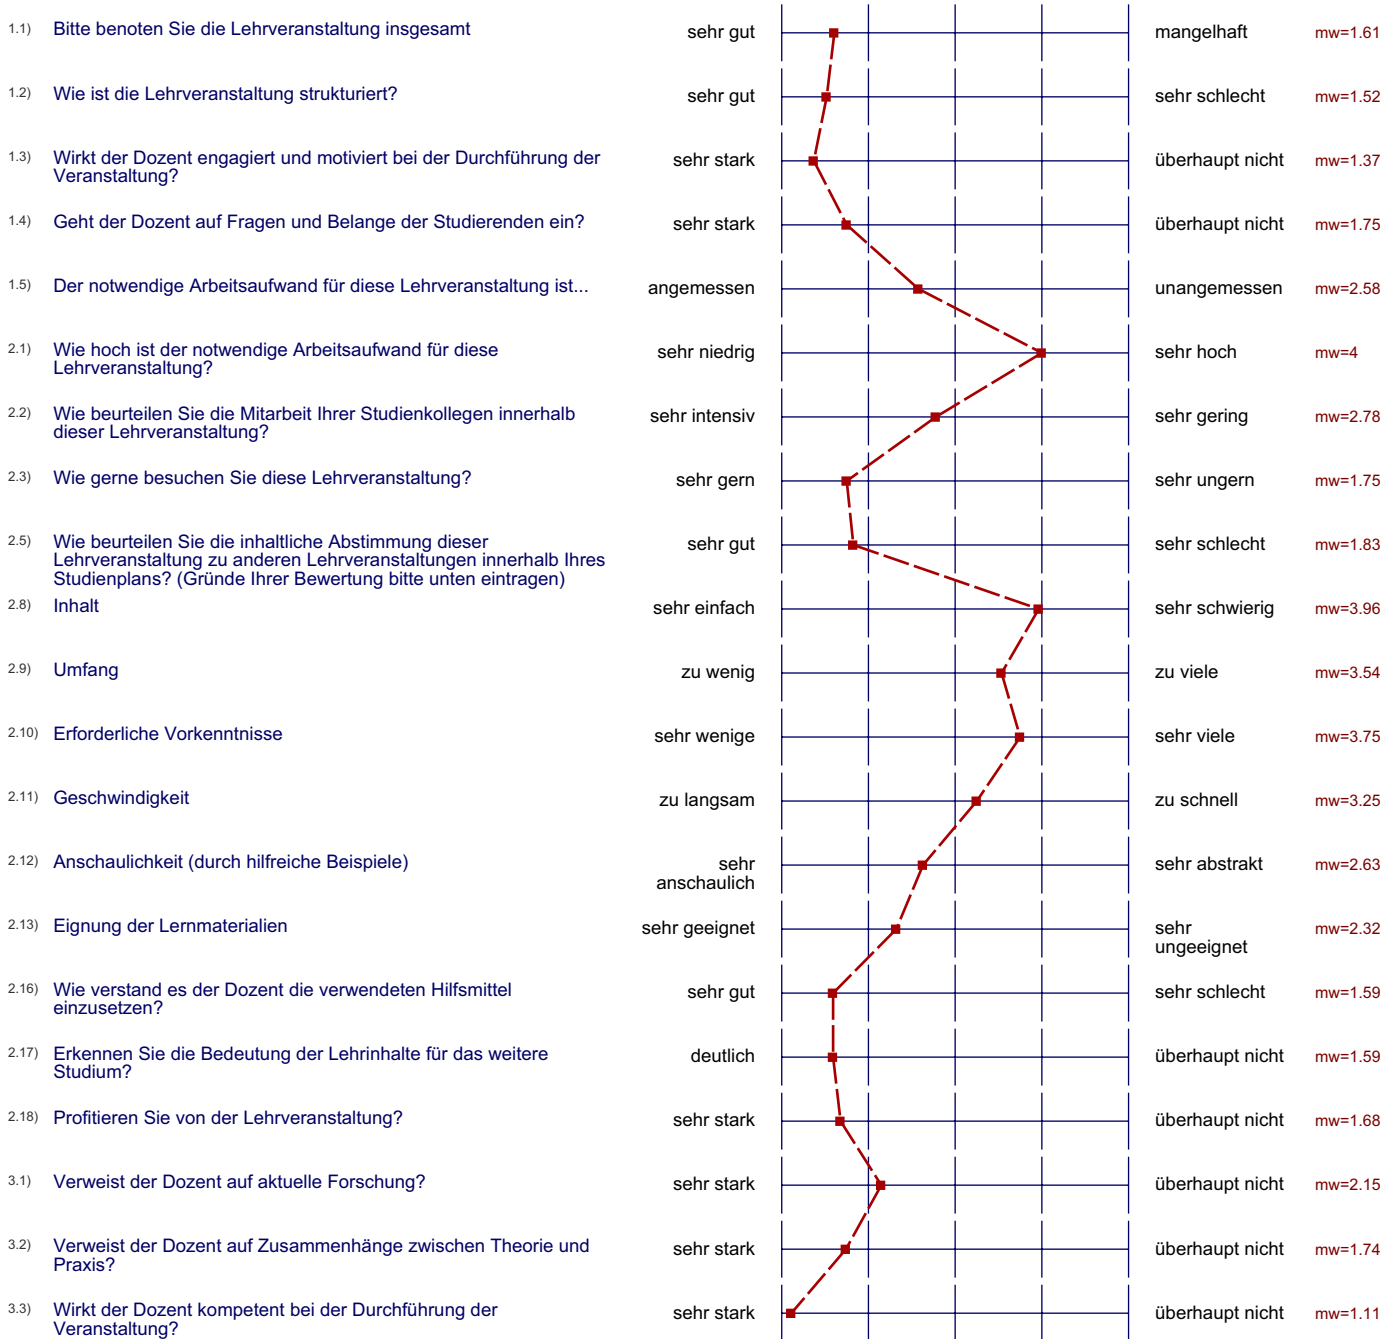 1.1) Bitte benoten Sie die Lehrveranstaltung insgesamt sehr gut mangelhaft mw=1.61
1.2) Wie ist die Lehrveranstaltung strukturiert? sehr gut sehr schlecht mw=1.52
1.3) Wirkt der Dozent engagiert und motiviert bei der Durchführung der sehr stark überhaupt nicht mw=1.37
Veranstaltung?
1.4) Geht der Dozent auf Fragen und Belange der Studierenden ein? sehr stark überhaupt nicht mw=1.75
1.5) Der notwendige Arbeitsaufwand für diese Lehrveranstaltung ist... angemessen unangemessen mw=2.58
2.1) Wie hoch ist der notwendige Arbeitsaufwand für diese sehr niedrig sehr hoch mw=4
Lehrveranstaltung?
2.2) Wie beurteilen Sie die Mitarbeit Ihrer Studienkollegen innerhalb sehr intensiv sehr gering mw=2.78
dieser Lehrveranstaltung?
2.3) Wie gerne besuchen Sie diese Lehrveranstaltung? sehr gern sehr ungern mw=1.75
2.5) Wie beurteilen Sie die inhaltliche Abstimmung dieser sehr gut sehr schlecht mw=1.83
Lehrveranstaltung zu anderen Lehrveranstaltungen innerhalb Ihres
Studienplans? (Gründe Ihrer Bewertung bitte unten eintragen)
2.8) Inhalt sehr einfach sehr schwierig mw=3.96
2.9) Umfang zu wenig zu viele mw=3.54
2.10) Erforderliche Vorkenntnisse sehr wenige sehr viele mw=3.75
2.11) Geschwindigkeit zu langsam zu schnell mw=3.25
2.12) Anschaulichkeit (durch hilfreiche Beispiele) sehr sehr abstrakt mw=2.63
anschaulich
2.13) Eignung der Lernmaterialien sehr geeignet sehr mw=2.32
ungeeignet
2.16) Wie verstand es der Dozent die verwendeten Hilfsmittel sehr gut sehr schlecht mw=1.59
einzusetzen?
2.17) Erkennen Sie die Bedeutung der Lehrinhalte für das weitere deutlich überhaupt nicht mw=1.59
Studium?
2.18) Profitieren Sie von der Lehrveranstaltung? sehr stark überhaupt nicht mw=1.68
3.1) Verweist der Dozent auf aktuelle Forschung? sehr stark überhaupt nicht mw=2.15
3.2) Verweist der Dozent auf Zusammenhänge zwischen Theorie und sehr stark überhaupt nicht mw=1.74
Praxis?
3.3) Wirkt der Dozent kompetent bei der Durchführung der sehr stark überhaupt nicht mw=1.11
Veranstaltung?